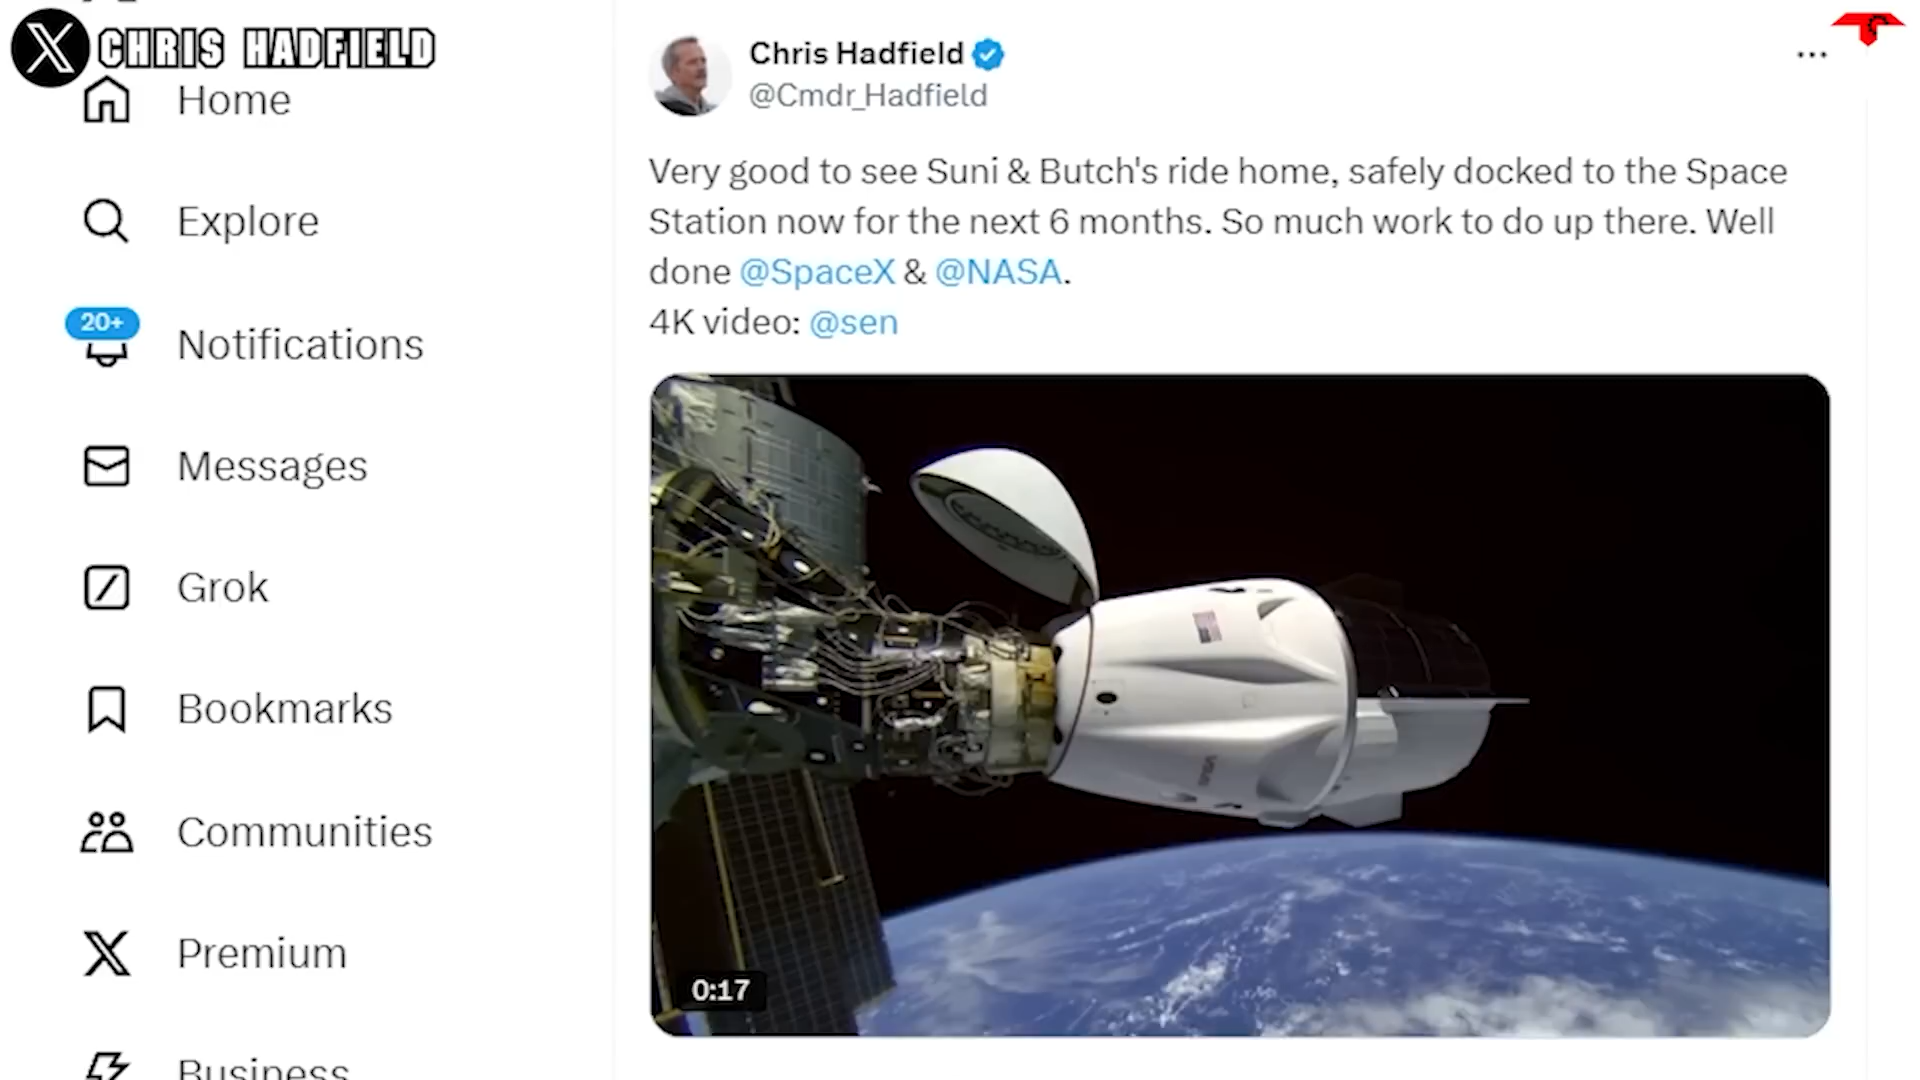 CHRIS HADFIELD
Home
Explore
20+
Notifications
Messages
Grok
Bookmarks
Communities
Premium
Business
Chris Hadfield
@Cmdr_Hadfield
Very good to see Suni & Butch's ride home, safely docked to the Space
Station now for the next 6 months. So much work to do up there. Well
done @SpaceX & @NASA.
4K video: @sen
0:17